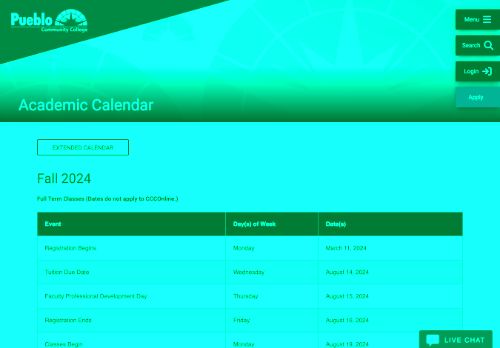 Pueblo
Community College
Menu
Search
Login
Apply
Academic Calendar
EXTENDED CALENDAR
Fall 2024
Full Term Classes (Dates do not apply to CCCOnline.)
Event Day(s) of Week Date(s)
Registration Begins Monday March 11, 2024
Tuition Due Date Wednesday August 14, 2024
Faculty Professional Development Day Thursday August 15, 2024
Registration Ends Friday August 16, 2024
Classes Begin Monday August 19, 2024
LIVE CHAT